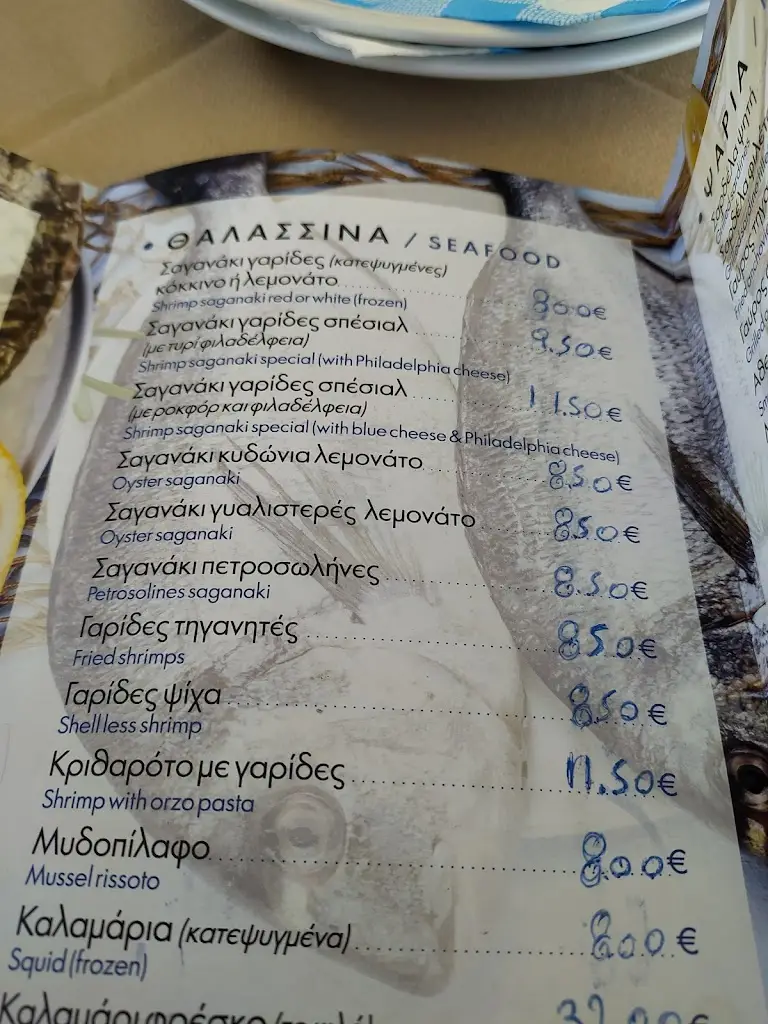 • ΘΑΛΑΣΣΙΝΑ / SEAFOOD
Σαγανάκι γαρίδες (κατεψυγμένες)
κόκκινο ή λεμονάτο 8.00€
Shrimp saganaki red or white (frozen)
Σαγανάκι γαρίδες σπέσιαλ 9.50€
(με τυρί φιλαδέλφεια)
Shrimp saganaki special (with Philadelphia cheese)
Σαγανάκι γαρίδες σπέσιαλ 11.50€
(με ροκφόρ και φιλαδέλφεια)
Shrimp saganaki special (with blue cheese & Philadelphia cheese)
Σαγανάκι κυδώνια λεμονάτο 8.50€
Oyster saganaki
Σαγανάκι γυαλιστερές λεμονάτο 8.50€
Oyster saganaki
Σαγανάκι πετροσωλήνες 8.50€
Petrosolines saganaki
Γαρίδες τηγανητές 8.50€
Fried shrimps
Γαρίδες ψίχα 8.50€
Shell less shrimp
Κριθαρότο με γαρίδες 11.50€
Shrimp with orzo pasta
Μυδοπίλαφο 8.00€
Mussel rissoto
Καλαμάρια (κατεψυγμένα) 8.00€
Squid (frozen)
• ΨΑΡΙΑ /